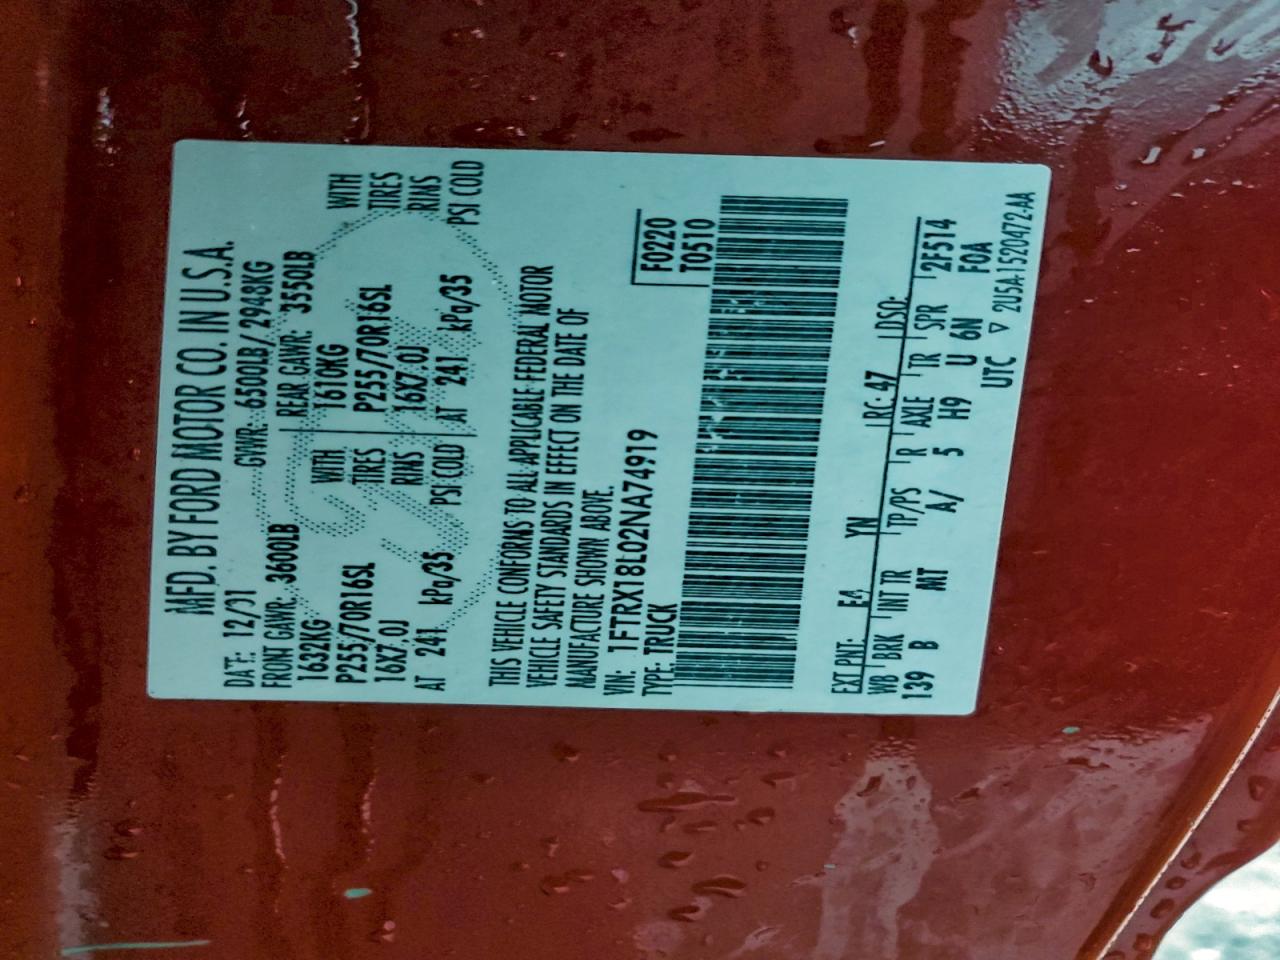 MFD. BY FORD MOTOR CO. IN U.S.A.
DATE: 12/01 GVWR: 6500LB/2948KG
FRONT GAWR: 3600LB REAR GAWR: 3550LB
1632KG WITH 1610KG WITH
P255/70R16SL TIRES P255/70R16SL TIRES
16X7.0J RIMS 16X7.0J RIMS
AT 241 kPa/35 PSI COLD AT 241 kPa/35 PSI COLD
THIS VEHICLE CONFORMS TO ALL APPLICABLE FEDERAL MOTOR
VEHICLE SAFETY STANDARDS IN EFFECT ON THE DATE OF
MANUFACTURE SHOWN ABOVE.
VIN: 1FTRX18L02NA74919 F0220
TYPE: TRUCK T0510
EXT PNT: E4 YN RC: 47 DSO:
WB BRK INT TR TP/PS R AXLE TR SPR 2F514
139 B MT A/ 5 H9 U 6N F0A
UTC ▽ 2U5A-1520472-AA